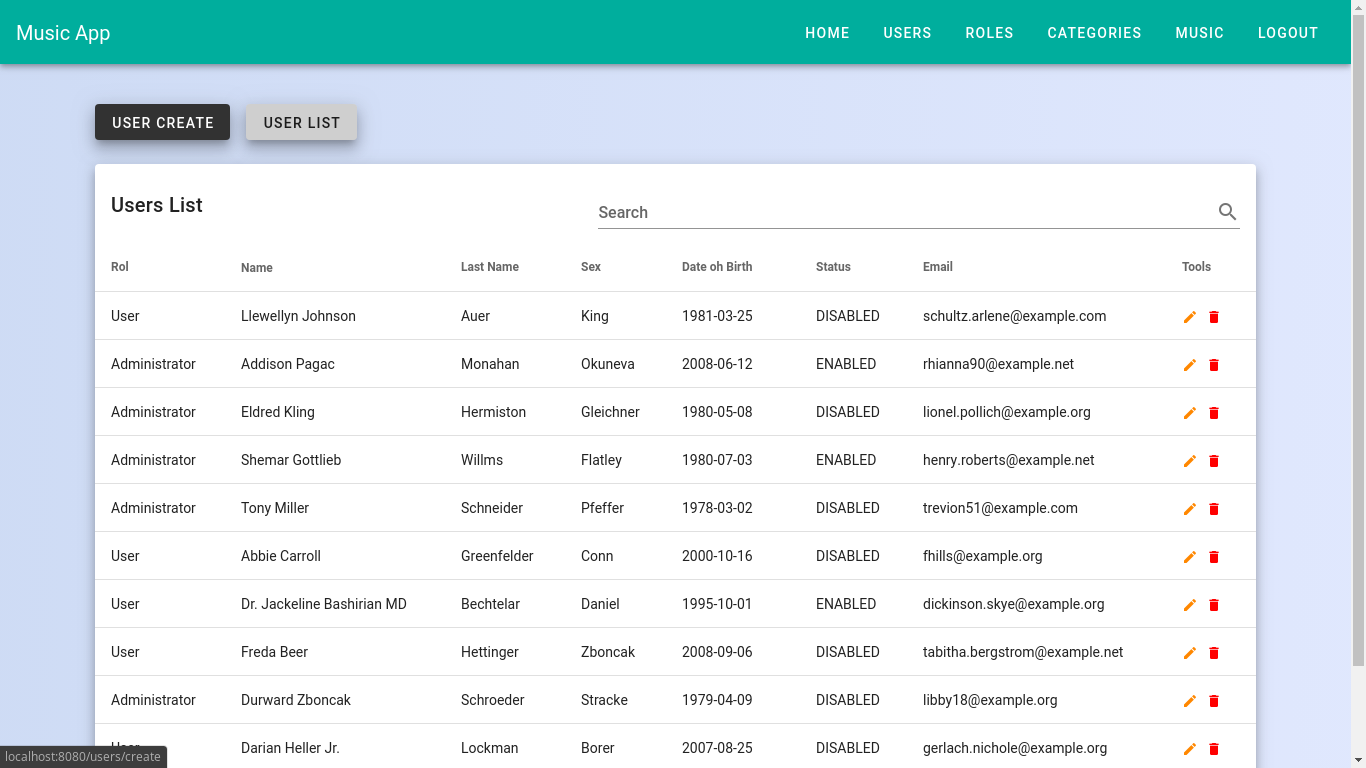 Music App HOME USERS ROLES CATEGORIES MUSIC LOGOUT
USER CREATE USER LIST
Users List
Search
Rol Name Last Name Sex Date oh Birth Status Email Tools
User Llewellyn Johnson Auer King 1981-03-25 DISABLED schultz.arlene@example.com
Administrator Addison Pagac Monahan Okuneva 2008-06-12 ENABLED rhianna90@example.net
Administrator Eldred Kling Hermiston Gleichner 1980-05-08 DISABLED lionel.pollich@example.org
Administrator Shemar Gottlieb Willms Flatley 1980-07-03 ENABLED henry.roberts@example.net
Administrator Tony Miller Schneider Pfeffer 1978-03-02 DISABLED trevion51@example.com
User Abbie Carroll Greenfelder Conn 2000-10-16 DISABLED fhills@example.org
User Dr. Jackeline Bashirian MD Bechtelar Daniel 1995-10-01 ENABLED dickinson.skye@example.org
User Freda Beer Hettinger Zboncak 2008-09-06 DISABLED tabitha.bergstrom@example.net
Administrator Durward Zboncak Schroeder Stracke 1979-04-09 DISABLED libby18@example.org
User Darian Heller Jr. Lockman Borer 2007-08-25 DISABLED gerlach.nichole@example.org
localhost:8080/users/create